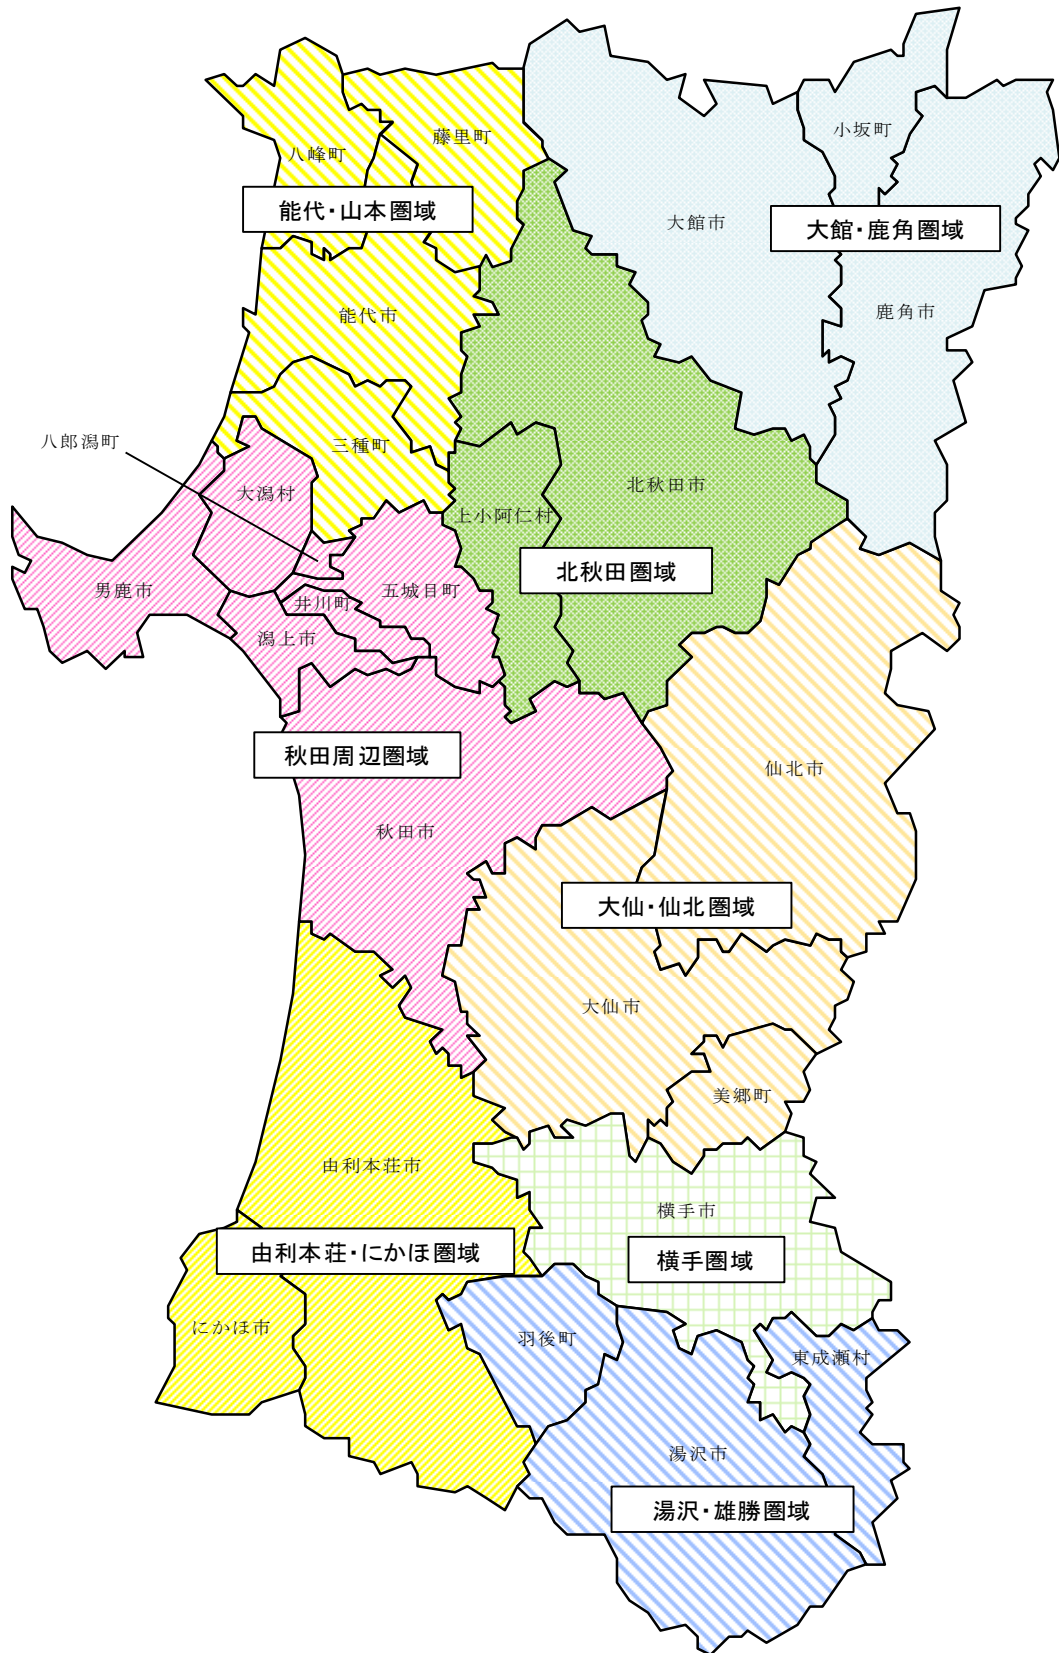 小坂町
藤里町
八峰町
能代・山本圏域
大館市
大館・鹿角圏域
鹿角市
能代市
八郎潟町
三種町
大潟村
北秋田市
上小阿仁村
北秋田圏域
男鹿市
五城目町
井川町
潟上市
秋田周辺圏域
仙北市
秋田市
大仙・仙北圏域
大仙市
美郷町
由利本荘市
横手市
由利本荘・にかほ圏域
横手圏域
にかほ市
羽後町
東成瀬村
湯沢市
湯沢・雄勝圏域